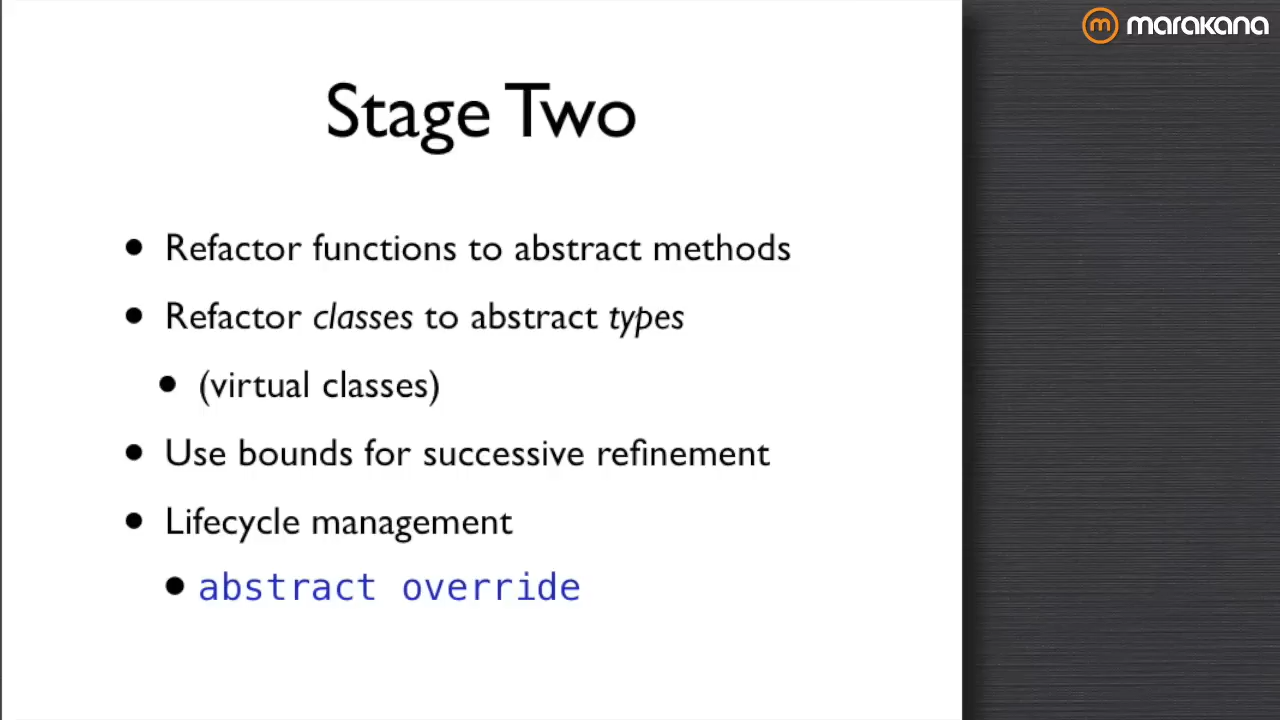 marakana
Stage Two
• Refactor functions to abstract methods
• Refactor classes to abstract types
• (virtual classes)
• Use bounds for successive refinement
• Lifecycle management
• abstract override